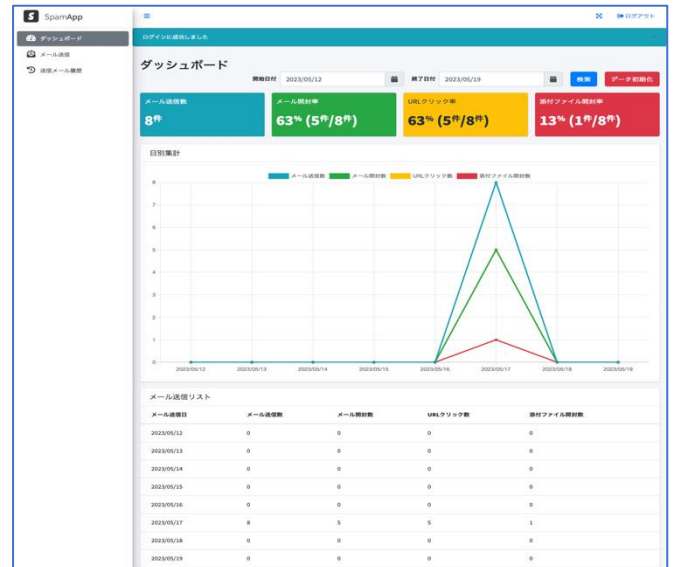 SpamApp
ログアウト
ダッシュボード
メール送信
送信メール履歴
ログインに成功しました
ダッシュボード
開始日付 2023/05/12 終了日付 2023/05/19 検索 データ初期化
メール送信数 メール開封率 URLクリック率 添付ファイル開封率
8件 63% (5件/8件) 63% (5件/8件) 13% (1件/8件)
日別集計
メール送信数 メール開封数 URLクリック数 添付ファイル開封数
8
7
6
5
4
3
2
1
0
2023/05/12 2023/05/13 2023/05/14 2023/05/15 2023/05/16 2023/05/17 2023/05/18 2023/05/19
メール送信リスト
メール送信日 メール送信数 メール開封数 URLクリック数 添付ファイル開封数
2023/05/12 0 0 0 0
2023/05/13 0 0 0 0
2023/05/14 0 0 0 0
2023/05/15 0 0 0 0
2023/05/16 0 0 0 0
2023/05/17 8 5 5 1
2023/05/18 0 0 0 0
2023/05/19 0 0 0 0